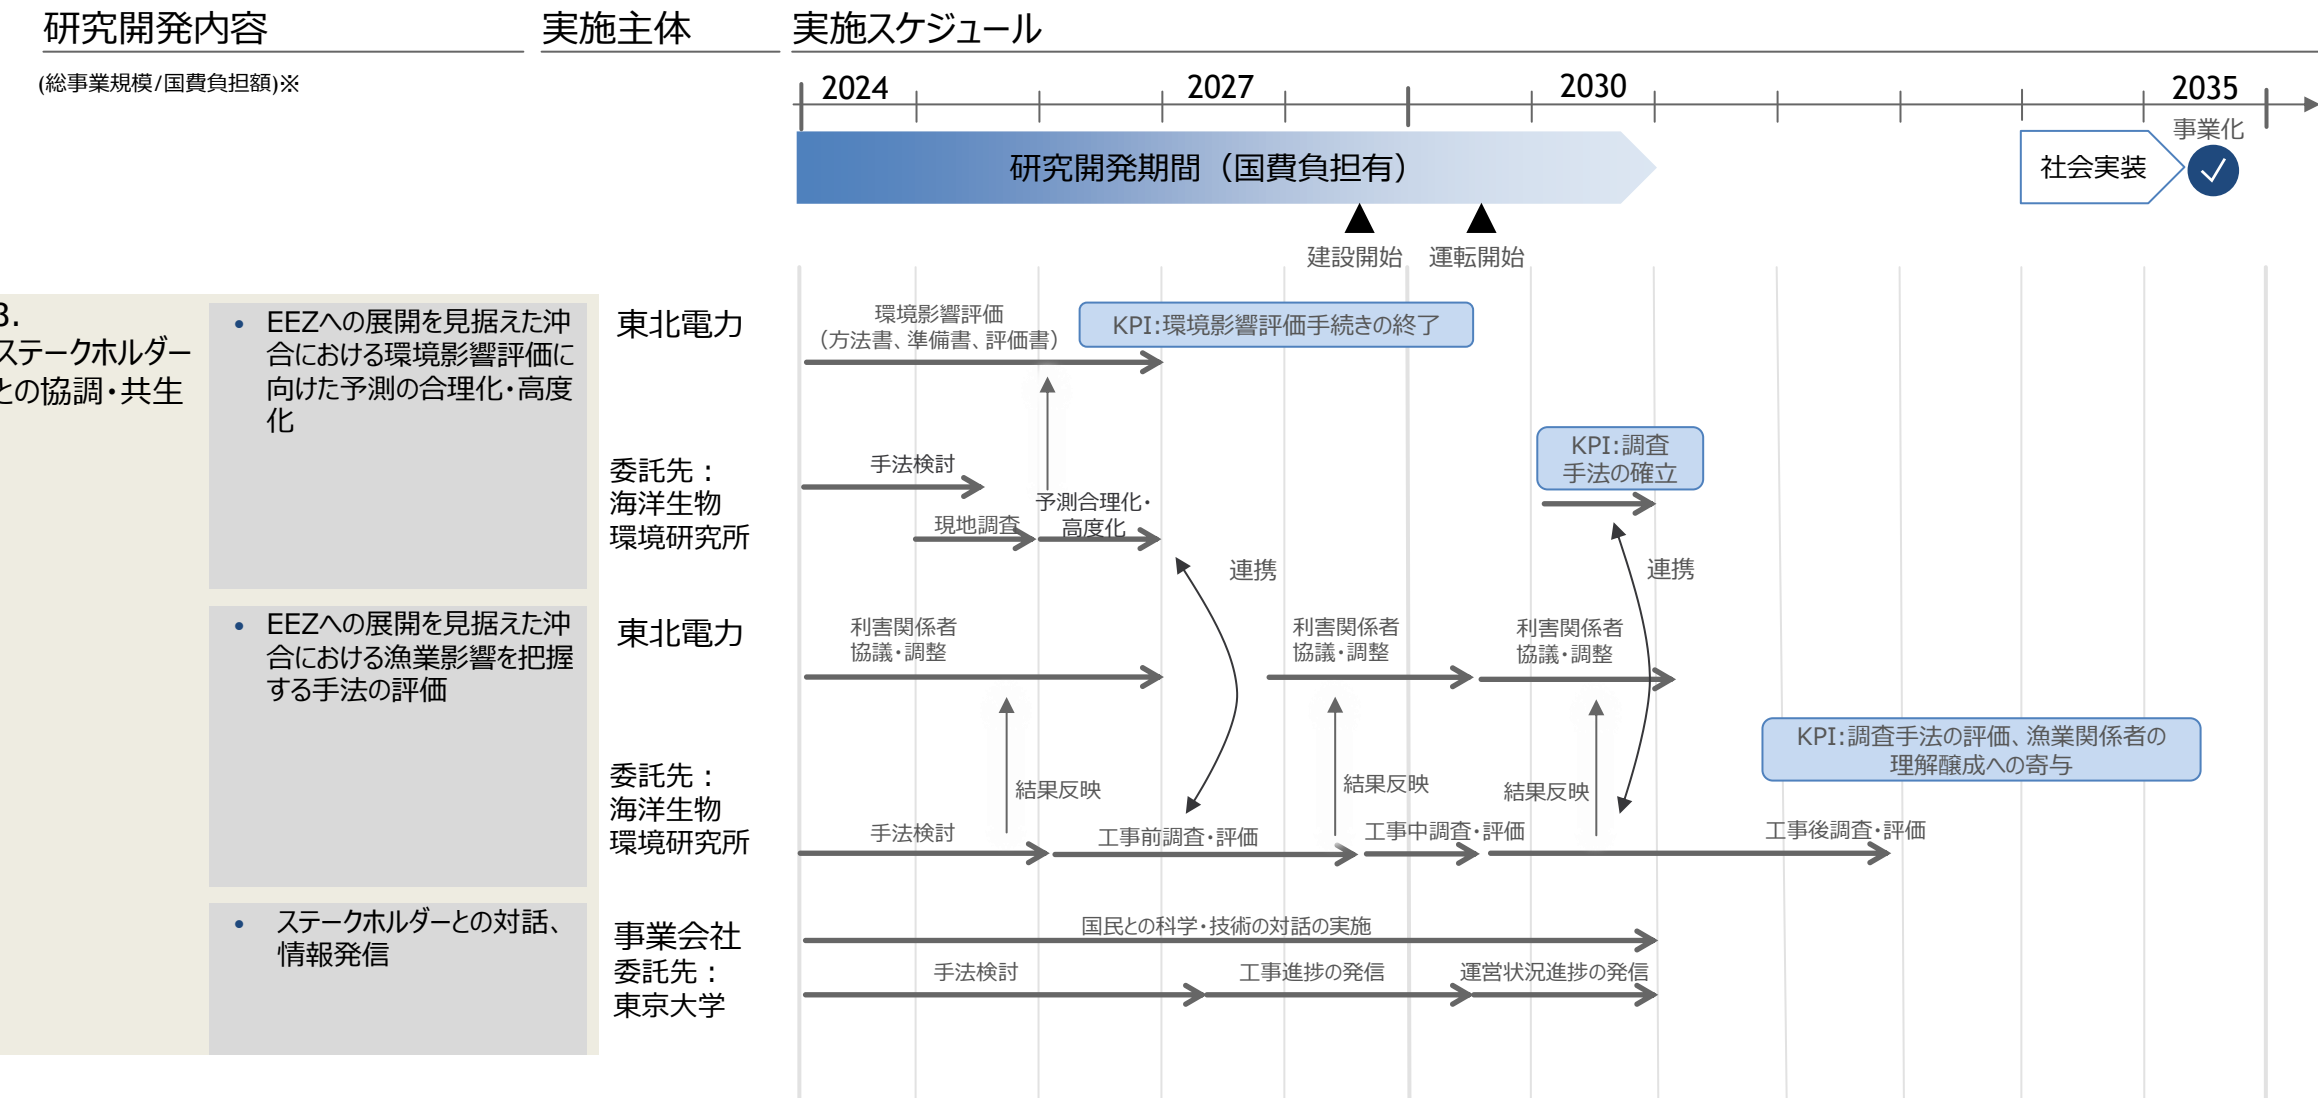 研究開発内容
実施主体
実施スケジュール
(総事業規模/国費負担額)※
2024
2027
2030
2035
事業化
研究開発期間（国費負担有）
社会実装
建設開始
運転開始
3.
ステークホルダー
との協調・共生
• EEZへの展開を見据えた沖
合における環境影響評価に
向けた予測の合理化・高度
化
東北電力
環境影響評価
（方法書、準備書、評価書）
KPI:環境影響評価手続きの終了
委託先：
海洋生物
環境研究所
手法検討
現地調査
予測合理化・
高度化
KPI:調査
手法の確立
連携
連携
• EEZへの展開を見据えた沖
合における漁業影響を把握
する手法の評価
東北電力
利害関係者
協議・調整
利害関係者
協議・調整
利害関係者
協議・調整
KPI:調査手法の評価、漁業関係者の
理解醸成への寄与
委託先：
海洋生物
環境研究所
結果反映
結果反映
結果反映
手法検討
工事前調査・評価
工事中調査・評価
工事後調査・評価
• ステークホルダーとの対話、
情報発信
事業会社
委託先：
東京大学
国民との科学・技術の対話の実施
手法検討
工事進捗の発信
運営状況進捗の発信